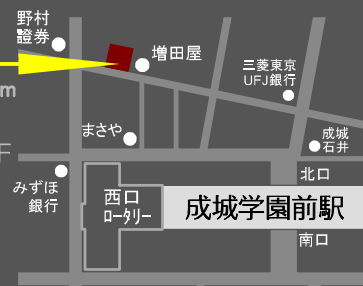 野村
證券
増田屋
三菱東京
UFJ銀行
m
まさや
成城
石井
みずほ
銀行
西口
ロータリー
北口
成城学園前駅
南口